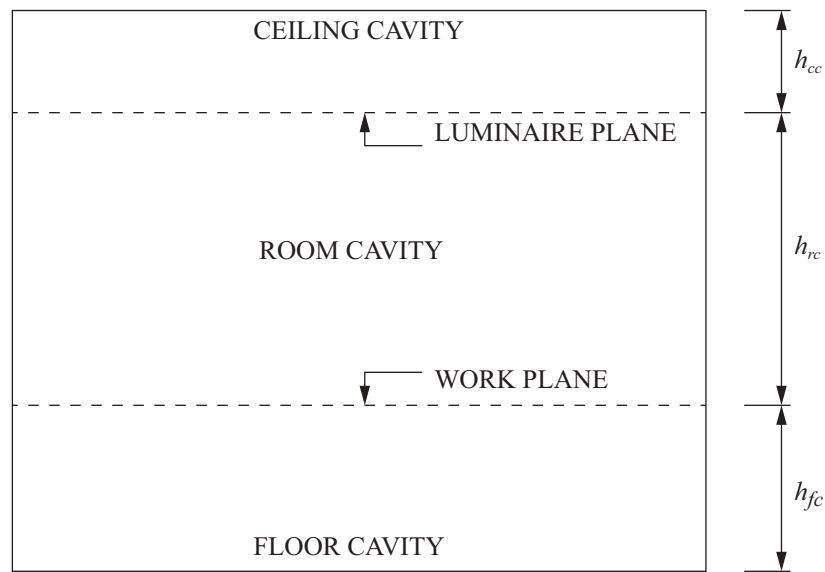 CEILING CAVITY
h_cc
LUMINAIRE PLANE
ROOM CAVITY
h_rc
WORK PLANE
h_fc
FLOOR CAVITY